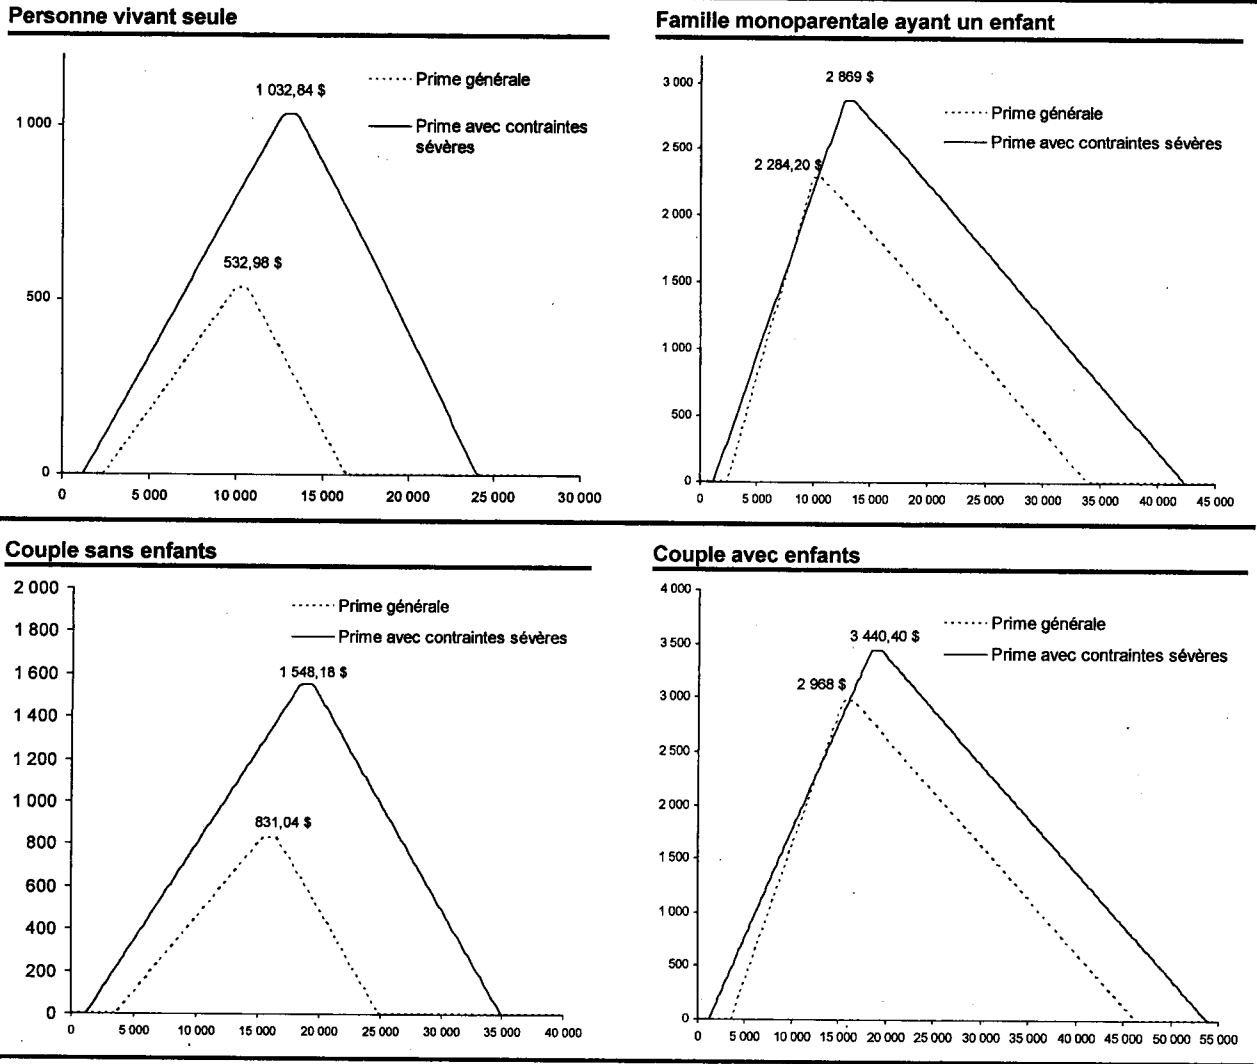 Personne vivant seule
Prime générale
1 032,84 $
1 000
Prime avec contraintes
sévères
532,98 $
500
0
0 5 000 10 000 15 000 20 000 25 000 30 000
Famille monoparentale ayant un enfant
3 000
2 869 $
Prime générale
Prime avec contraintes sévères
2 500
2 284,20 $
2 000
1 500
1 000
500
0
0 5 000 10 000 15 000 20 000 25 000 30 000 35 000 40 000 45 000
Couple sans enfants
2 000
Prime générale
1 800
Prime avec contraintes sévères
1 600
1 548,18 $
1 400
1 200
1 000
831,04 $
800
600
400
200
0
0 5 000 10 000 15 000 20 000 25 000 30 000 35 000 40 000
Couple avec enfants
4 000
Prime générale
3 500
3 440,40 $
Prime avec contraintes sévères
2 968 $
3 000
2 500
2 000
1 500
1 000
500
0
0 5 000 10 000 15 000 20 000 25 000 30 000 35 000 40 000 45 000 50 000 55 000